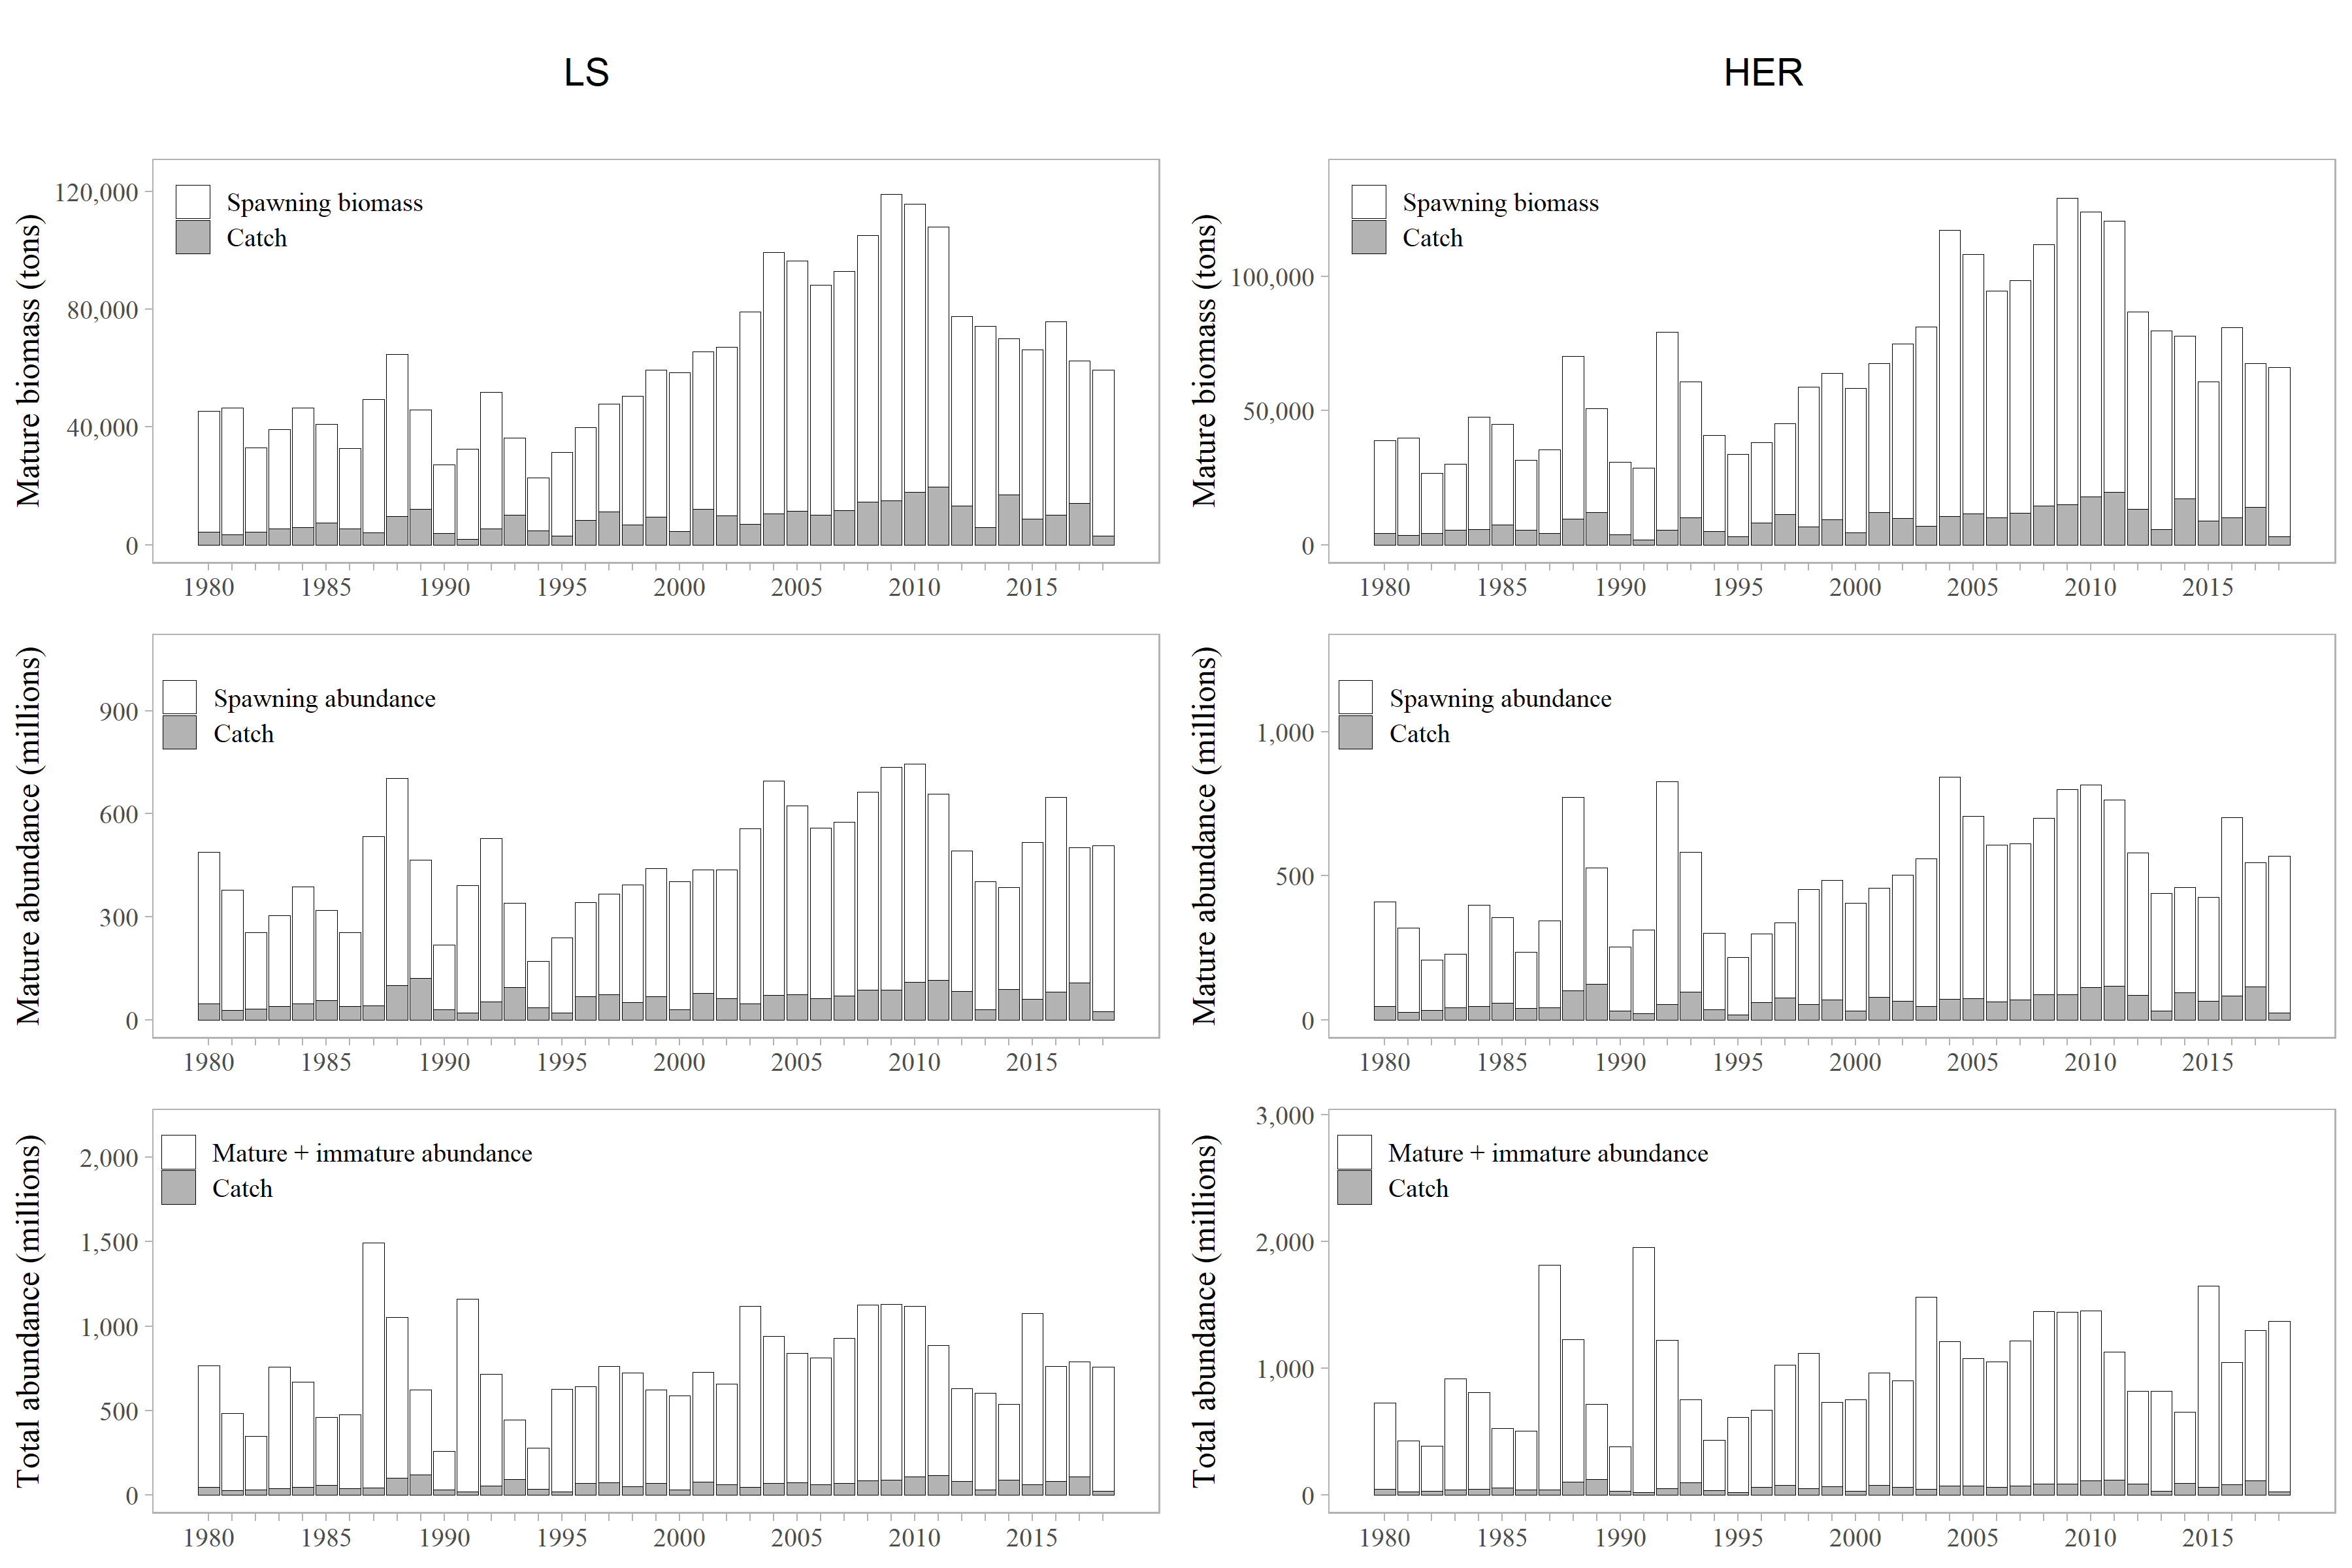 LS
HER
Mature biomass (tons)
120,000
80,000
40,000
0
Spawning biomass
Catch
1980 1985 1990 1995 2000 2005 2010 2015
Mature biomass (tons)
100,000
50,000
0
Spawning biomass
Catch
1980 1985 1990 1995 2000 2005 2010 2015
Mature abundance (millions)
900
600
300
0
Spawning abundance
Catch
1980 1985 1990 1995 2000 2005 2010 2015
Mature abundance (millions)
1,000
500
0
Spawning abundance
Catch
1980 1985 1990 1995 2000 2005 2010 2015
Total abundance (millions)
2,000
1,500
1,000
500
0
Mature + immature abundance
Catch
1980 1985 1990 1995 2000 2005 2010 2015
Total abundance (millions)
3,000
2,000
1,000
0
Mature + immature abundance
Catch
1980 1985 1990 1995 2000 2005 2010 2015